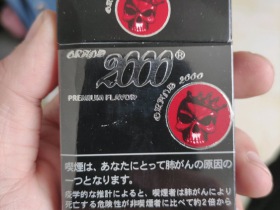 2000®
PREMIUM FLAVOR
2000
喫煙は、あなたにとって肺がんの原因の
一つとなります。
疫学的な推計によると、喫煙者は肺がんにより
死亡する危険性が非喫煙者に比べて約2倍から